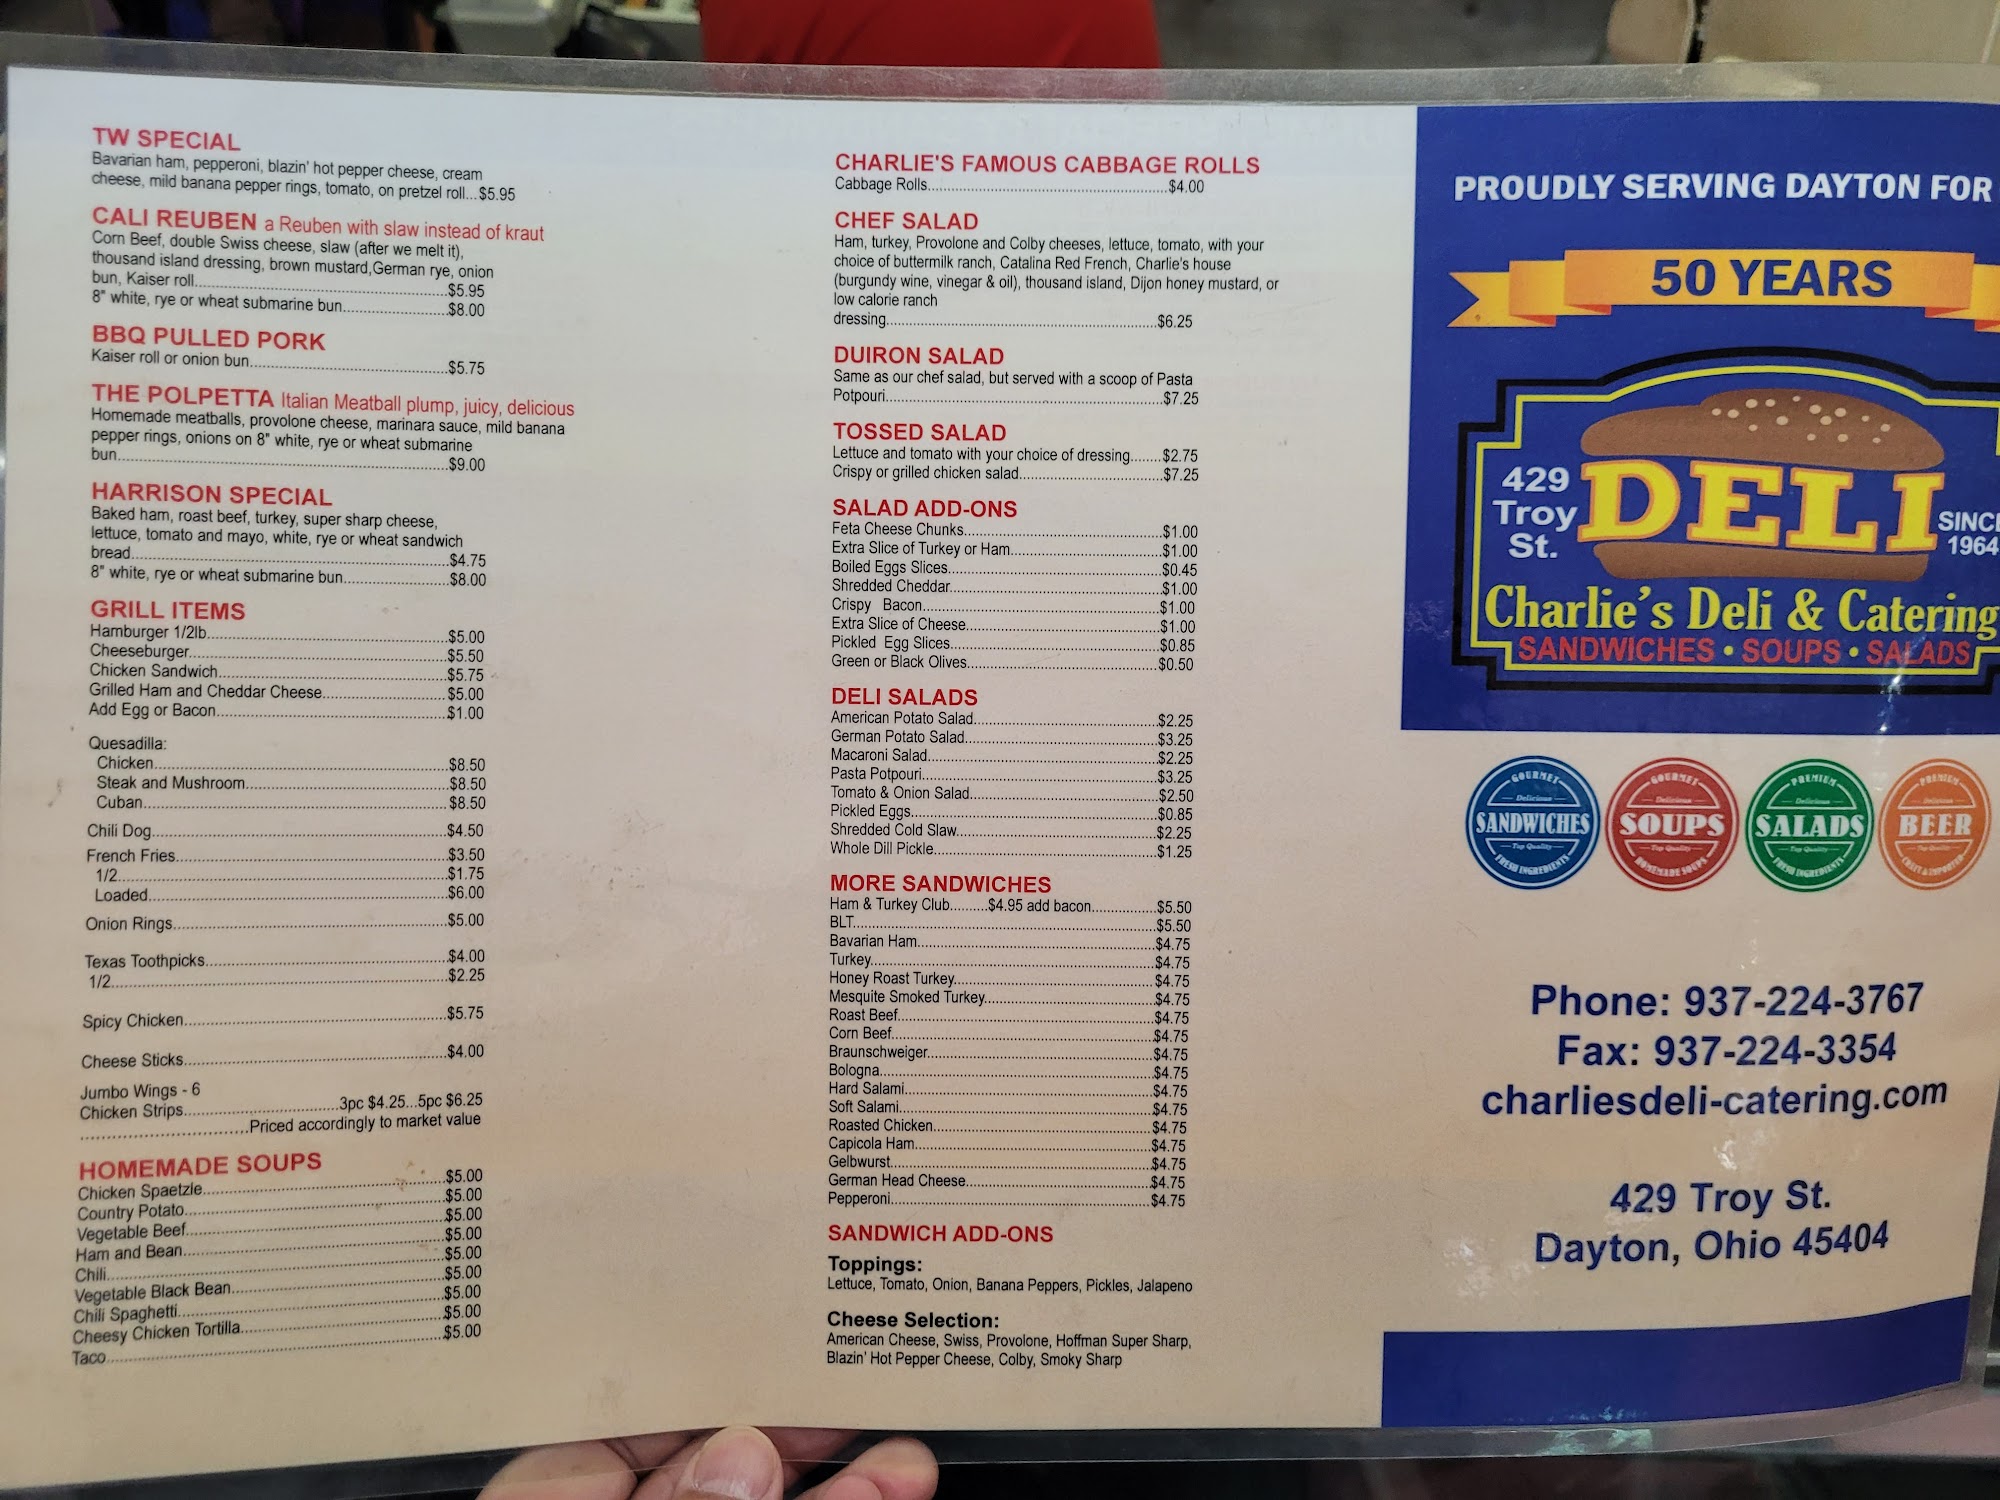 TW SPECIAL
Bavarian ham, pepperoni, blazin' hot pepper cheese, cream
cheese, mild banana pepper rings, tomato, on pretzel roll...$5.95
CALI REUBEN a Reuben with slaw instead of kraut
Corn Beef, double Swiss cheese, slaw (after we melt it),
thousand island dressing, brown mustard,German rye, onion
bun, Kaiser roll...$5.95
8" white, rye or wheat submarine bun...$8.00
BBQ PULLED PORK
Kaiser roll or onion bun...$5.75
THE POLPETTA Italian Meatball plump, juicy, delicious
Homemade meatballs, provolone cheese, marinara sauce, mild banana
pepper rings, onions on 8" white, rye or wheat submarine
bun...$9.00
HARRISON SPECIAL
Baked ham, roast beef, turkey, super sharp cheese,
lettuce, tomato and mayo, white, rye or wheat sandwich
bread...$4.75
8" white, rye or wheat submarine bun...$8.00
GRILL ITEMS
Hamburger 1/2lb...$5.00
Cheeseburger...$5.50
Chicken Sandwich...$5.75
Grilled Ham and Cheddar Cheese...$5.00
Add Egg or Bacon...$1.00
Quesadilla:
Chicken...$8.50
Steak and Mushroom...$8.50
Cuban...$8.50
Chili Dog...$4.50
French Fries...$3.50
1/2...$1.75
Loaded...$6.00
Onion Rings...$5.00
Texas Toothpicks...$4.00
1/2...$2.25
Spicy Chicken...$5.75
Cheese Sticks...$4.00
Jumbo Wings - 6
Chicken Strips...3pc $4.25...5pc $6.25
...Priced accordingly to market value
HOMEMADE SOUPS
Chicken Spaetzle...$5.00
Country Potato...$5.00
Vegetable Beef...$5.00
Ham and Bean...$5.00
Chili...$5.00
Vegetable Black Bean...$5.00
Chili Spaghetti...$5.00
Cheesy Chicken Tortilla...$5.00
Taco...$5.00
CHARLIE'S FAMOUS CABBAGE ROLLS
Cabbage Rolls...$4.00
CHEF SALAD
Ham, turkey, Provolone and Colby cheeses, lettuce, tomato, with your
choice of buttermilk ranch, Catalina Red French, Charlie's house
(burgundy wine, vinegar & oil), thousand island, Dijon honey mustard, or
low calorie ranch
dressing...$6.25
DUIRON SALAD
Same as our chef salad, but served with a scoop of Pasta
Potpouri...$7.25
TOSSED SALAD
Lettuce and tomato with your choice of dressing...$2.75
Crispy or grilled chicken salad...$7.25
SALAD ADD-ONS
Feta Cheese Chunks...$1.00
Extra Slice of Turkey or Ham...$1.00
Boiled Eggs Slices...$0.45
Shredded Cheddar...$1.00
Crispy Bacon...$1.00
Extra Slice of Cheese...$1.00
Pickled Egg Slices...$0.85
Green or Black Olives...$0.50
DELI SALADS
American Potato Salad...$2.25
German Potato Salad...$3.25
Macaroni Salad...$2.25
Pasta Potpouri...$3.25
Tomato & Onion Salad...$2.50
Pickled Eggs...$0.85
Shredded Cold Slaw...$2.25
Whole Dill Pickle...$1.25
MORE SANDWICHES
Ham & Turkey Club...$4.95 add bacon...$5.50
BLT...$5.50
Bavarian Ham...$4.75
Turkey...$4.75
Honey Roast Turkey...$4.75
Mesquite Smoked Turkey...$4.75
Roast Beef...$4.75
Corn Beef...$4.75
Braunschweiger...$4.75
Bologna...$4.75
Hard Salami...$4.75
Soft Salami...$4.75
Roasted Chicken...$4.75
Capicola Ham...$4.75
Gelbwurst...$4.75
German Head Cheese...$4.75
Pepperoni...$4.75
SANDWICH ADD-ONS
Toppings:
Lettuce, Tomato, Onion, Banana Peppers, Pickles, Jalapeno
Cheese Selection:
American Cheese, Swiss, Provolone, Hoffman Super Sharp,
Blazin' Hot Pepper Cheese, Colby, Smoky Sharp
PROUDLY SERVING DAYTON FOR
50 YEARS
429
Troy
St.
DELI
SINCE
1964
Charlie's Deli & Catering
SANDWICHES • SOUPS • SALADS
GOURMET
Delicious
SANDWICHES
Top Quality
FRESH INGREDIENTS
GOURMET
Delicious
SOUPS
Top Quality
HOMEMADE SOUPS
PREMIUM
Delicious
SALADS
Top Quality
FRESH INGREDIENTS
PREMIUM
Delicious
BEER
Top Quality
CRAFT & IMPORTED
Phone: 937-224-3767
Fax: 937-224-3354
charliesdeli-catering.com
429 Troy St.
Dayton, Ohio 45404